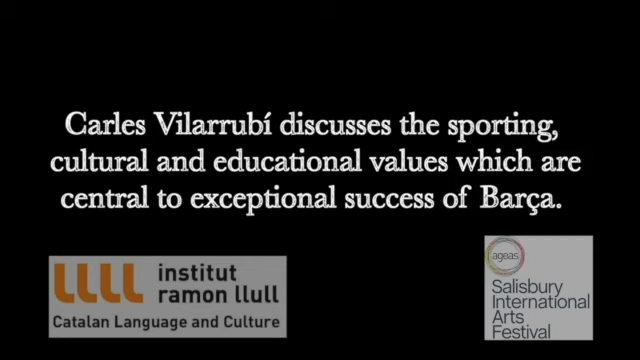 Carles Vilarrubí discusses the sporting,
cultural and educational values which are
central to exceptional success of Barça.
institut
ramon llull
Catalan Language and Culture
ageas
Salisbury
International
Arts
Festival